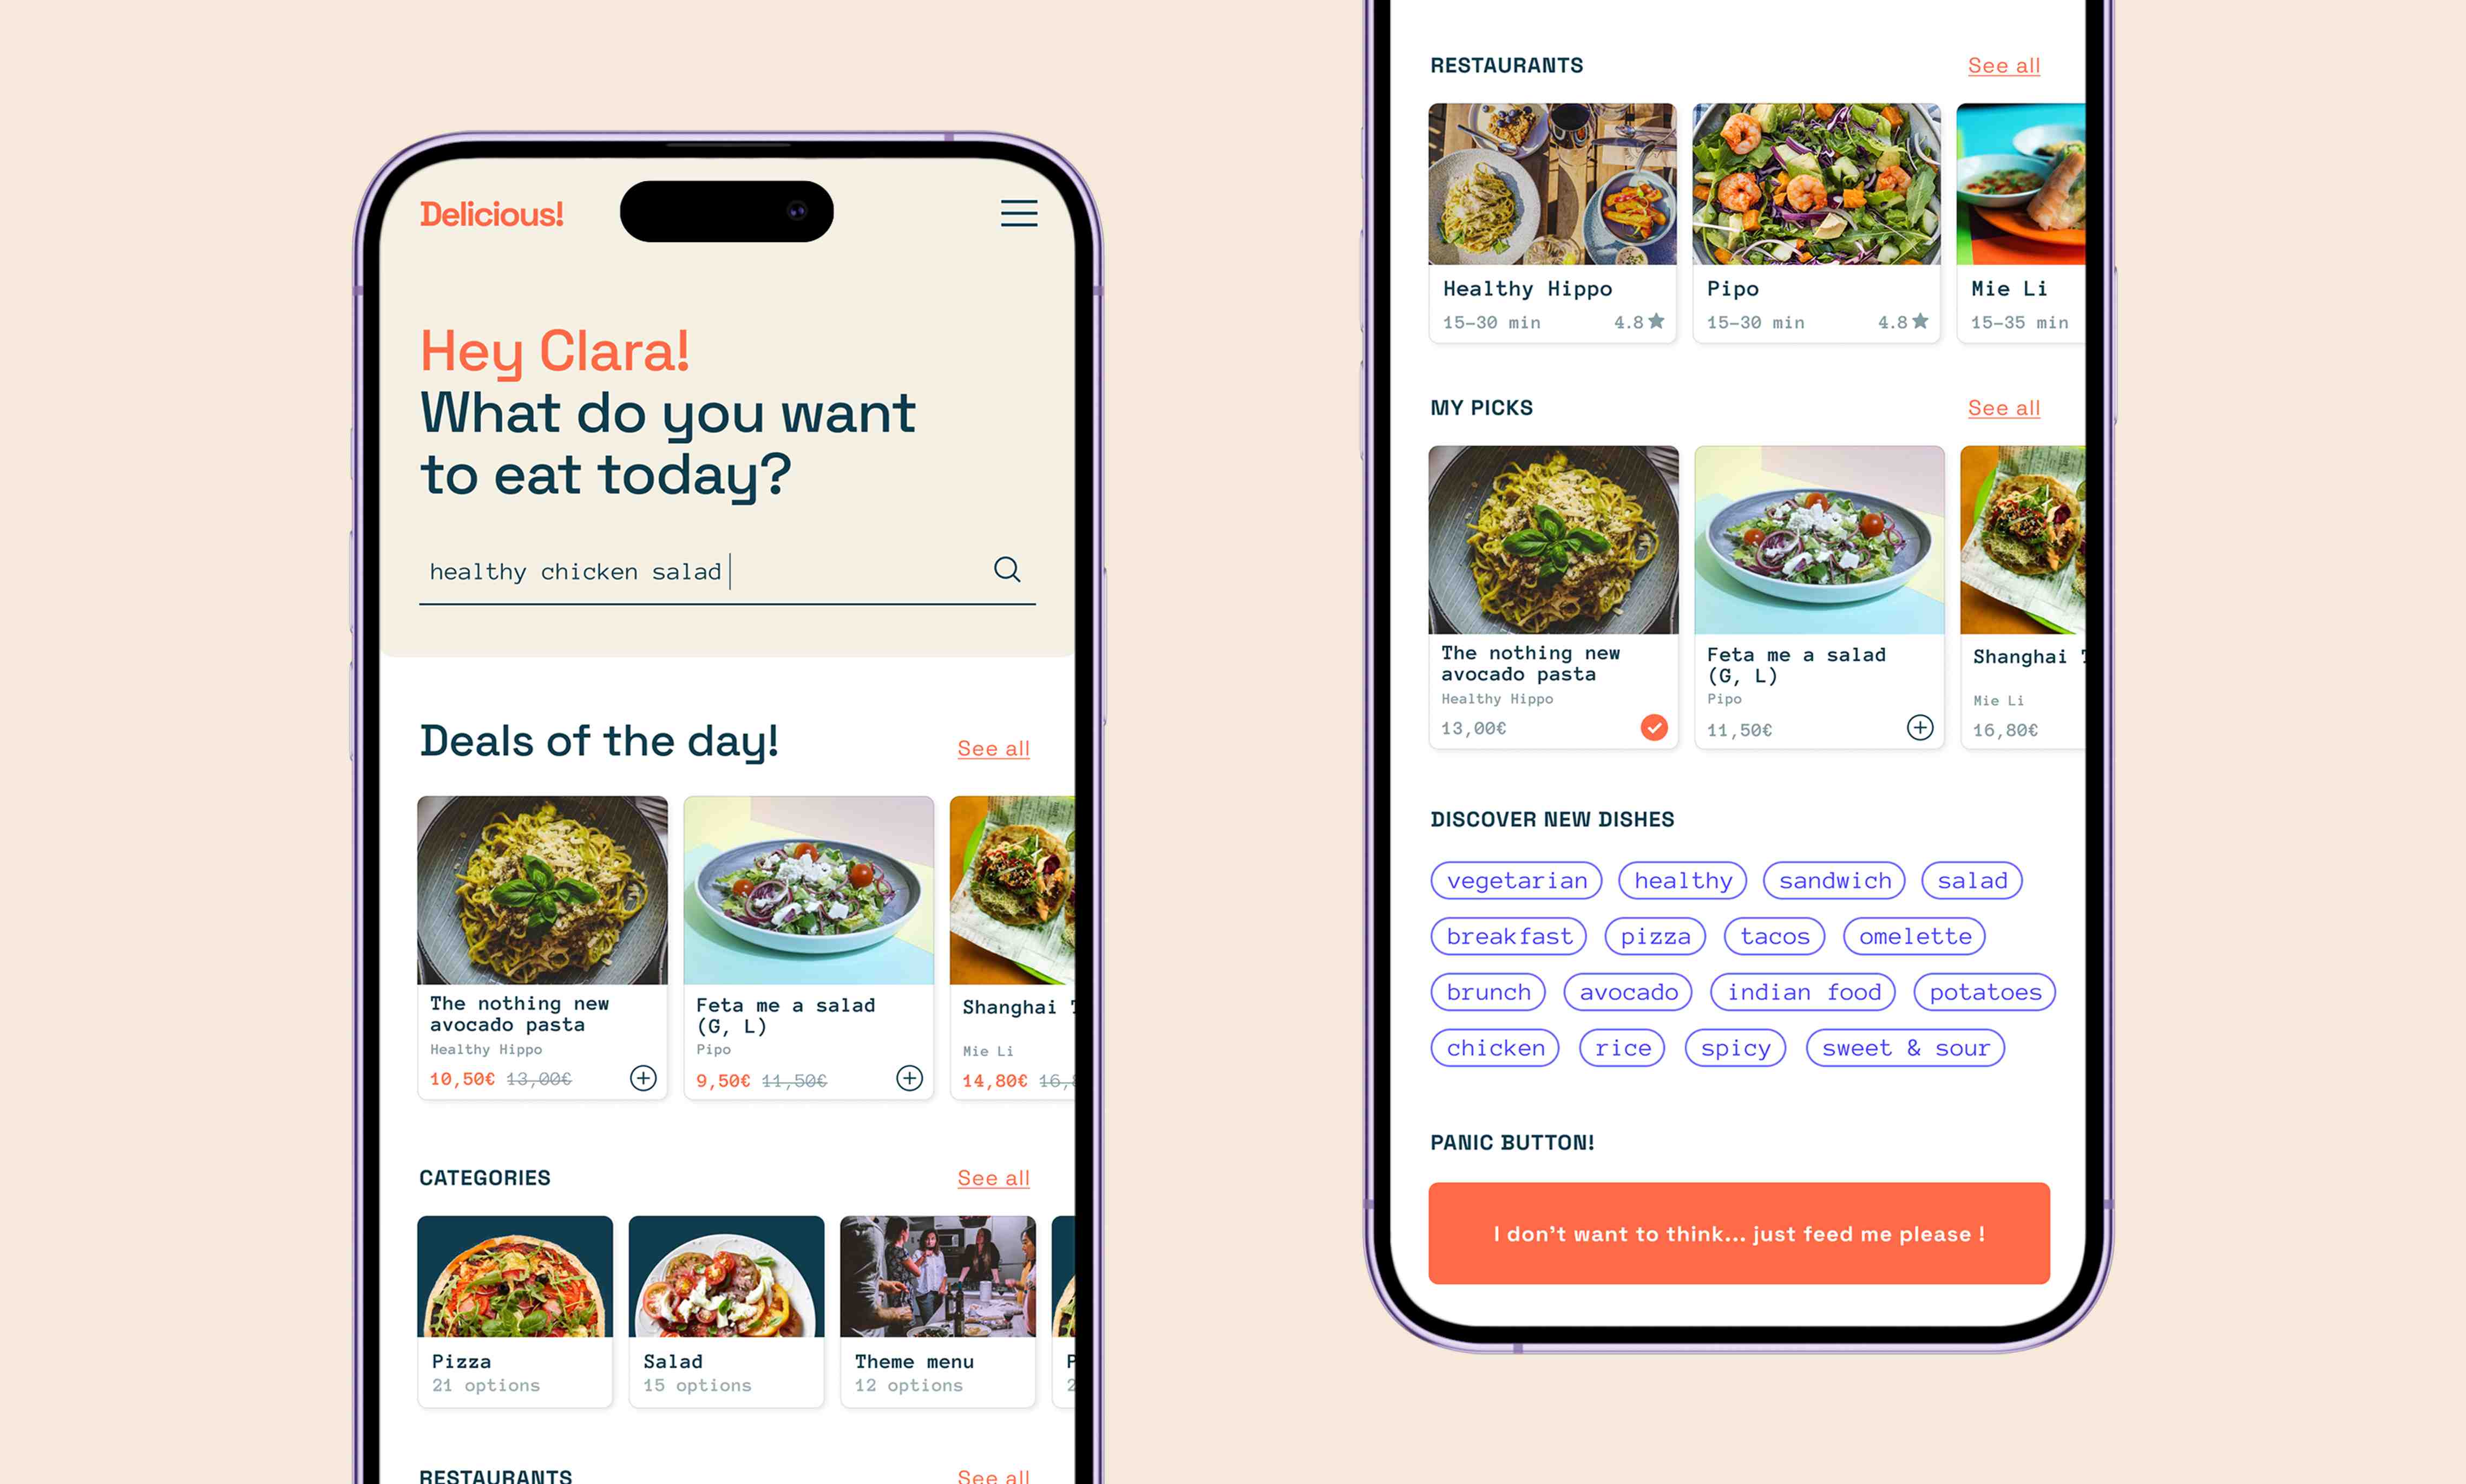 Delicious!
Hey Clara!
What do you want
to eat today?
healthy chicken salad
Deals of the day!
See all
The nothing new
avocado pasta
Healthy Hippo
10,50€ 13,00€
Feta me a salad
(G, L)
Pipo
9,50€ 11,50€
Shanghai
Mie Li
14,80€ 16,
CATEGORIES
See all
Pizza
21 options
Salad
15 options
Theme menu
12 options
RESTAURANTS
See all
RESTAURANTS
See all
Healthy Hippo
15-30 min 4.8
Pipo
15-30 min 4.8
Mie Li
15-35 min
MY PICKS
See all
The nothing new
avocado pasta
Healthy Hippo
13,00€
Feta me a salad
(G, L)
Pipo
11,50€
Shanghai
Mie Li
16,80€
DISCOVER NEW DISHES
vegetarian healthy sandwich salad
breakfast pizza tacos omelette
brunch avocado indian food potatoes
chicken rice spicy sweet & sour
PANIC BUTTON!
I don't want to think... just feed me please !